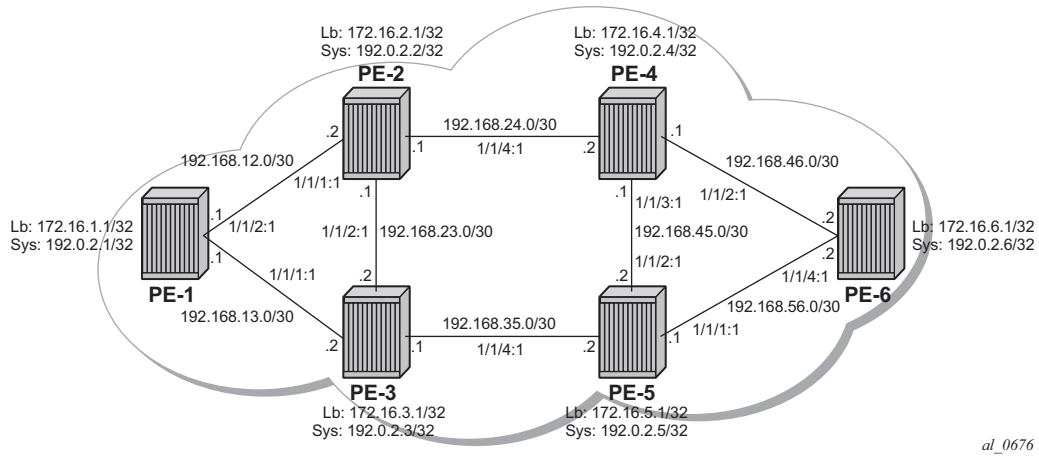 Lb: 172.16.2.1/32
Sys: 192.0.2.2/32
PE-2
Lb: 172.16.4.1/32
Sys: 192.0.2.4/32
PE-4
.2
192.168.24.0/30
.1
1/1/4:1
.2
.1
192.168.12.0/30
1/1/1:1
192.168.46.0/30
1/1/2:1
.1
.1
1/1/3:1
Lb: 172.16.1.1/32
Sys: 192.0.2.1/32
.1
1/1/2:1
.1
PE-1
1/1/2:1
192.168.23.0/30
192.168.45.0/30
.2
.2
Lb: 172.16.6.1/32
Sys: 192.0.2.6/32
PE-6
1/1/1:1
.2
1/1/2:1
.2
1/1/4:1
192.168.13.0/30
192.168.56.0/30
.2
192.168.35.0/30
.1
1/1/4:1
.2
.1
1/1/1:1
PE-3
Lb: 172.16.3.1/32
Sys: 192.0.2.3/32
PE-5
Lb: 172.16.5.1/32
Sys: 192.0.2.5/32
al_0676